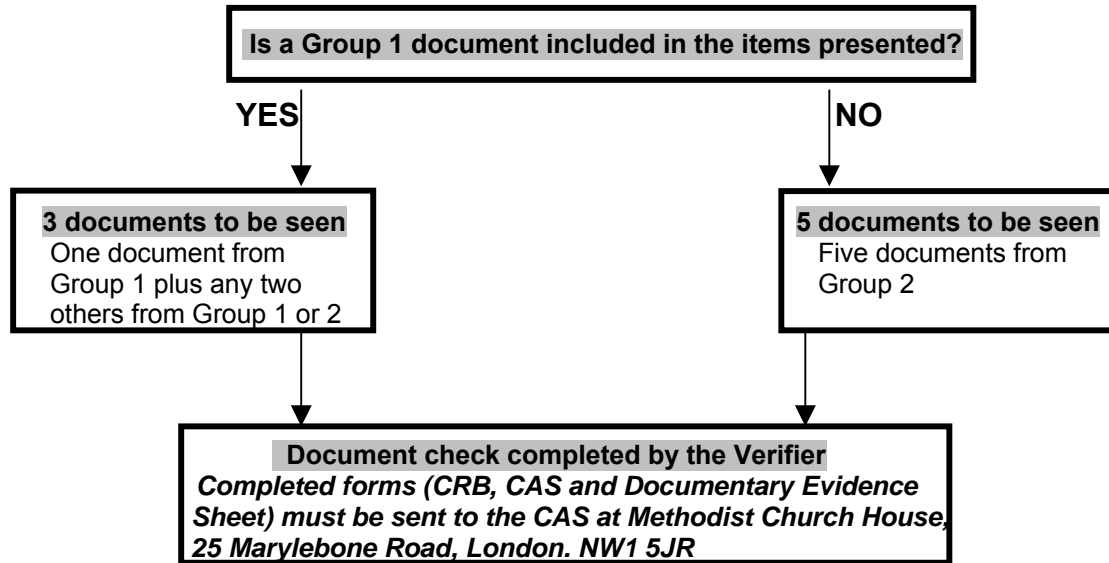 Is a Group 1 document included in the items presented?
YES
NO
3 documents to be seen
One document from
Group 1 plus any two
others from Group 1 or 2
5 documents to be seen
Five documents from
Group 2
Document check completed by the Verifier
Completed forms (CRB, CAS and Documentary Evidence
Sheet) must be sent to the CAS at Methodist Church House,
25 Marylebone Road, London. NW1 5JR